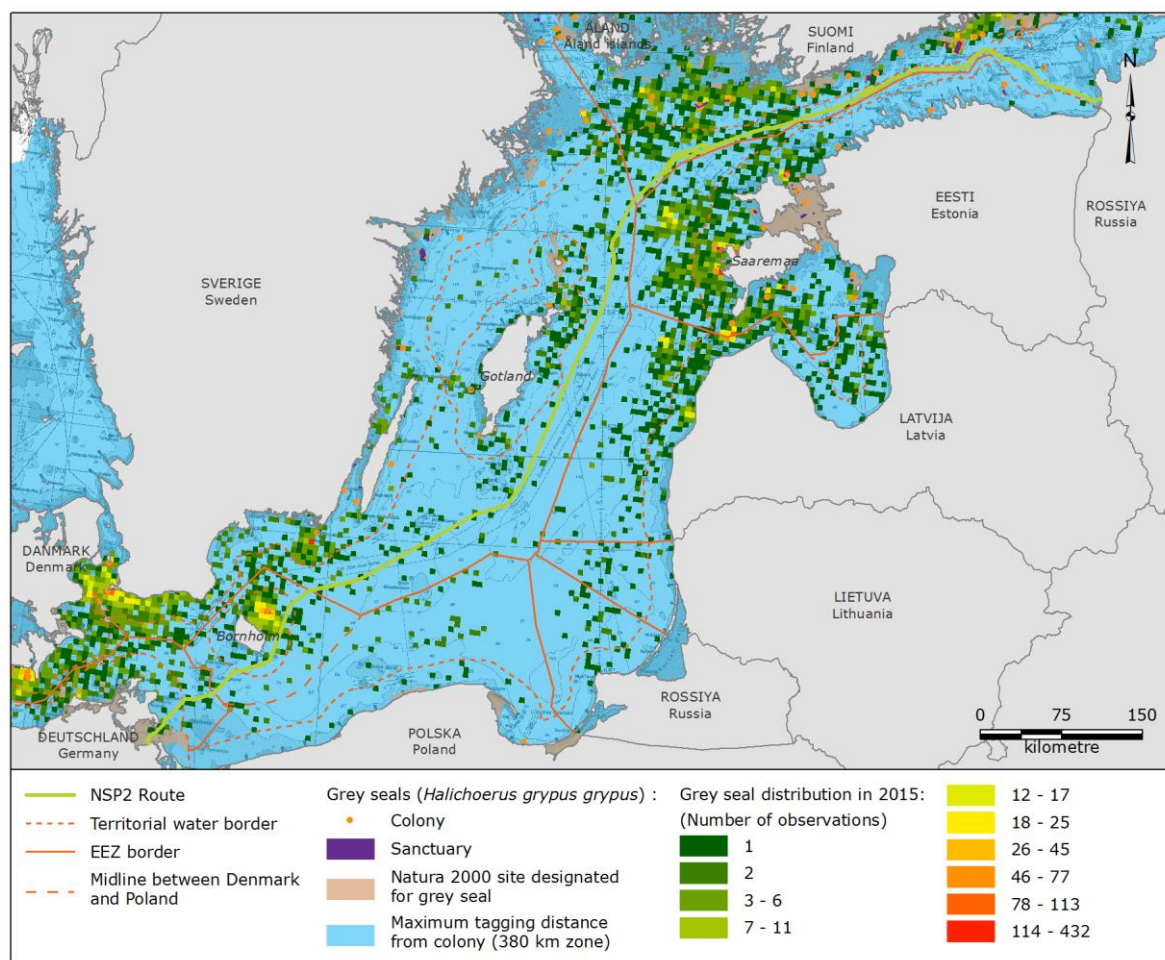 ÅLAND
Åland islands
SUOMI
Finland
N
EESTI
Estonia
ROSSIYA
Russia
SVERIGE
Sweden
Saaremaa
Gotland
LATVIJA
Latvia
DANMARK
Denmark
LIETUVA
Lithuania
Bornholm
ROSSIYA
Russia
DEUTSCHLAND
Germany
POLSKA
Poland
0 75 150
kilometre
NSP2 Route
Territorial water border
EEZ border
Midline between Denmark
and Poland
Grey seals (Halichoerus grypus grypus) :
Colony
Sanctuary
Natura 2000 site designated
for grey seal
Maximum tagging distance
from colony (380 km zone)
Grey seal distribution in 2015:
(Number of observations)
1
2
3 - 6
7 - 11
12 - 17
18 - 25
26 - 45
46 - 77
78 - 113
114 - 432